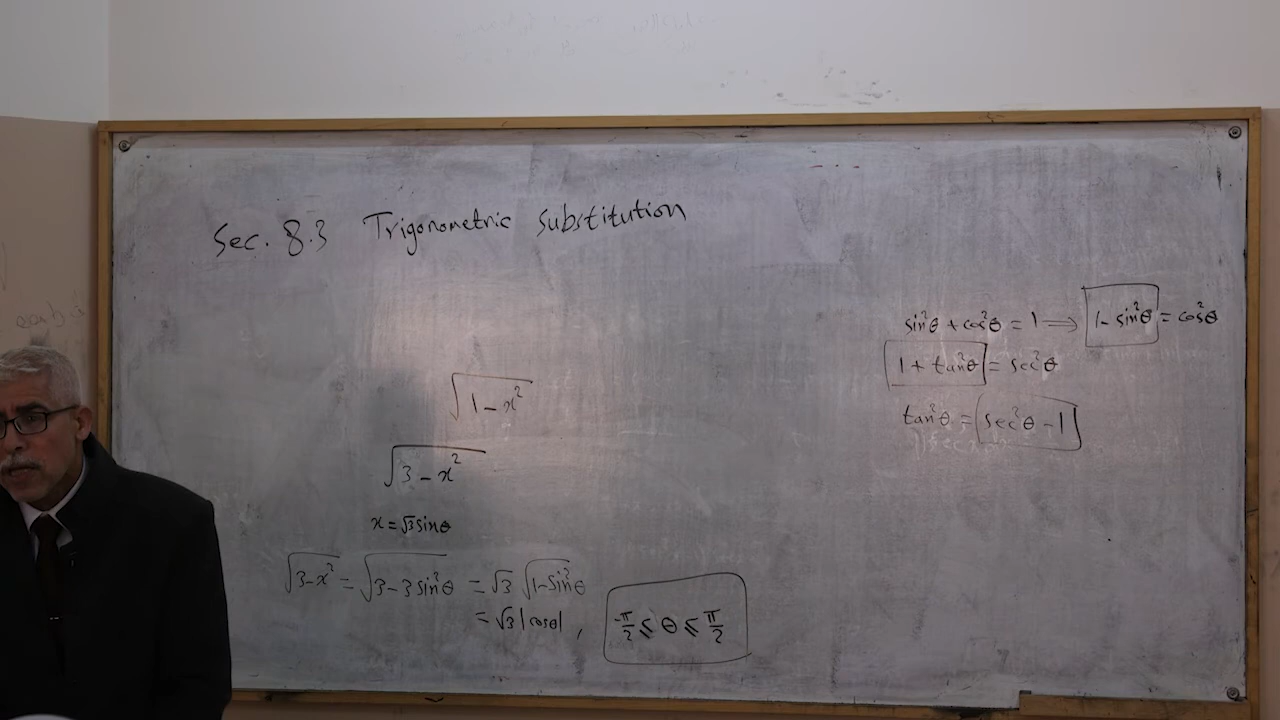 Sec. 8.3 Trigonometric Substitution
sin²θ + cos²θ = 1 ⟹ 1 - sin²θ = cos²θ
1 + tan²θ = sec²θ
tan²θ = sec²θ - 1
√(1 - x²)
√(3 - x²)
x = √3 sinθ
√(3-x²) = √(3-3sin²θ) = √3 √(1-sin²θ)
= √3 |cosθ| , -π/2 ≤ θ ≤ π/2